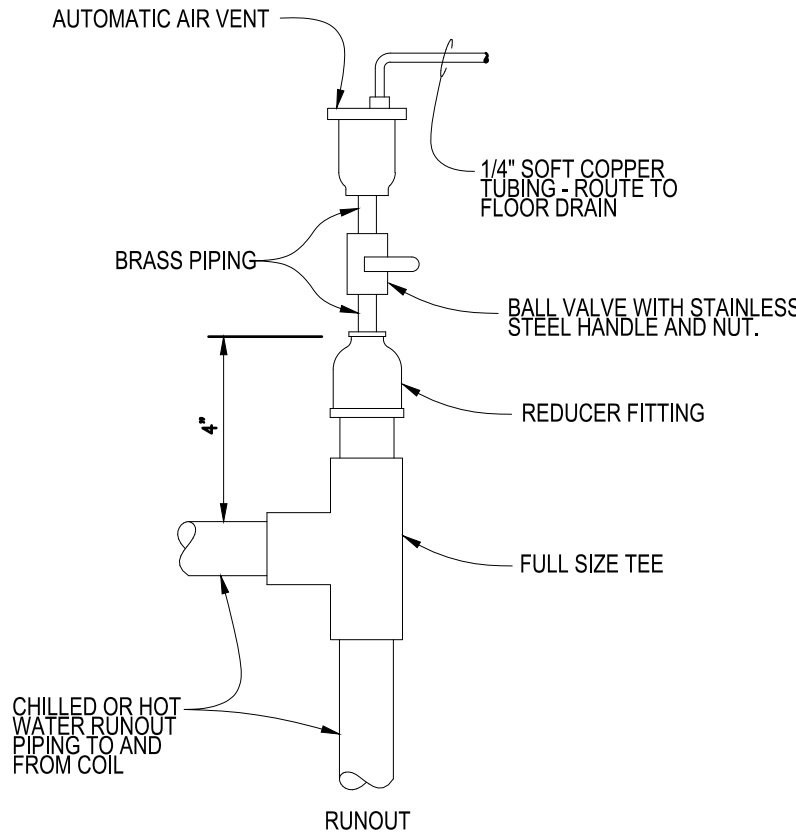 AUTOMATIC AIR VENT
1/4" SOFT COPPER
TUBING - ROUTE TO
FLOOR DRAIN
BRASS PIPING
BALL VALVE WITH STAINLESS
STEEL HANDLE AND NUT.
4"
REDUCER FITTING
FULL SIZE TEE
CHILLED OR HOT
WATER RUNOUT
PIPING TO AND
FROM COIL
RUNOUT